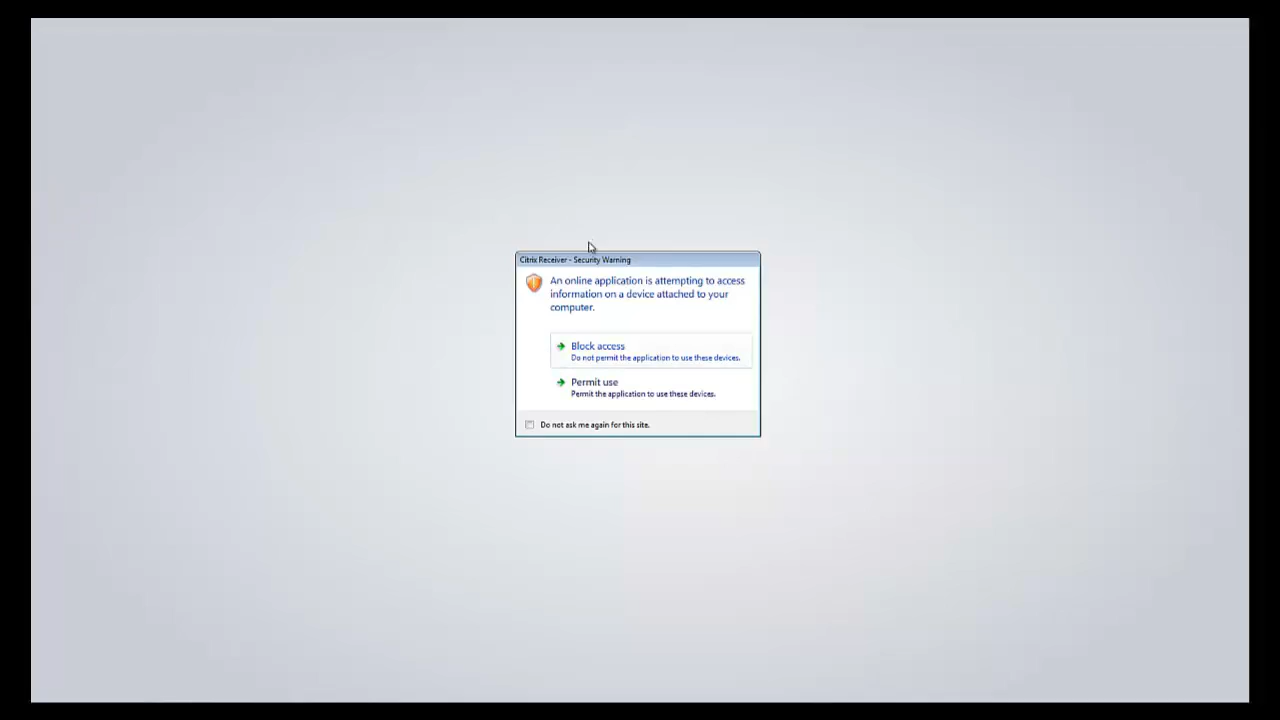 Citrix Receiver - Security Warning
An online application is attempting to access
information on a device attached to your
computer.
Block access
Do not permit the application to use these devices.
Permit use
Permit the application to use these devices.
Do not ask me again for this site.